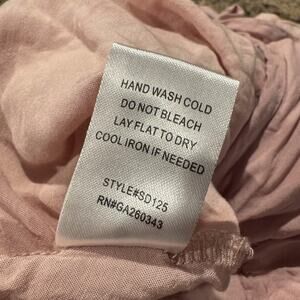 HAND WASH COLD
DO NOT BLEACH
LAY FLAT TO DRY
COOL IRON IF NEEDED
STYLE#SD125
RN#GA260343